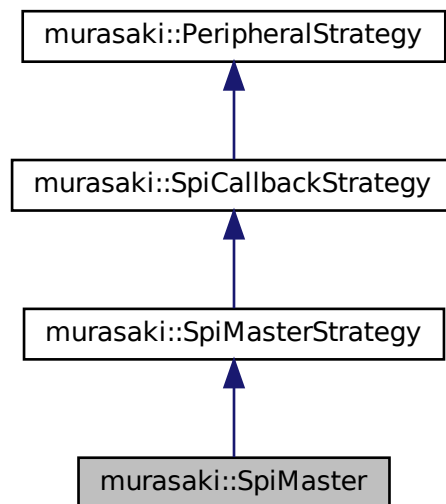 murasaki::PeripheralStrategy
murasaki::SpiCallbackStrategy
murasaki::SpiMasterStrategy
murasaki::SpiMaster